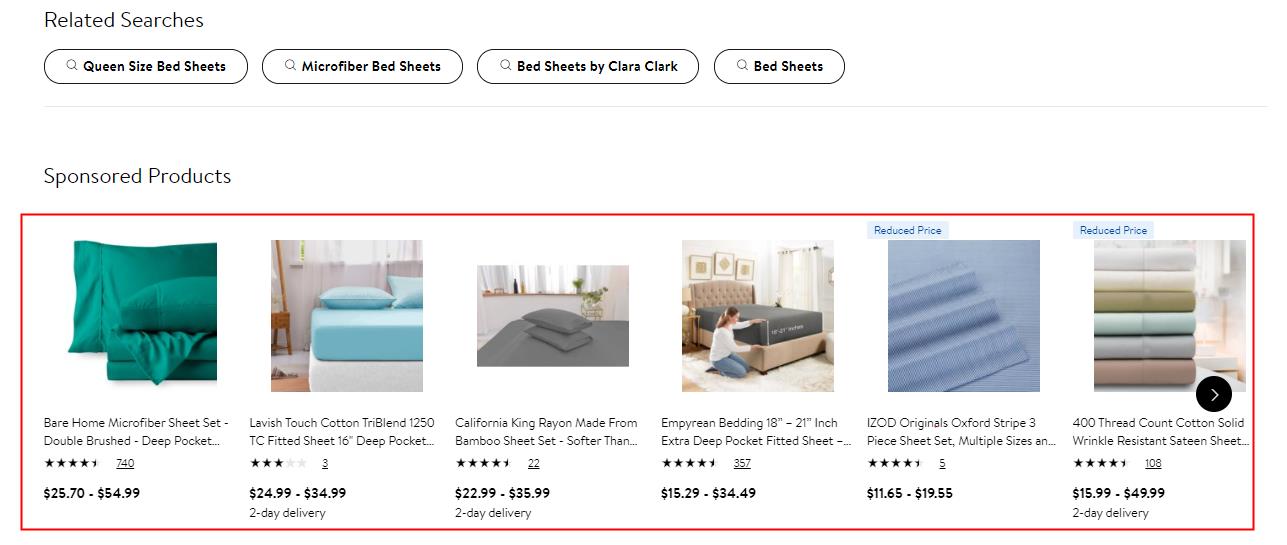 Related Searches
Queen Size Bed Sheets
Microfiber Bed Sheets
Bed Sheets by Clara Clark
Bed Sheets
Sponsored Products
Bare Home Microfiber Sheet Set -
Double Brushed - Deep Pocket...
740
$25.70 - $54.99
Lavish Touch Cotton TriBlend 1250
TC Fitted Sheet 16" Deep Pocket...
3
$24.99 - $34.99
2-day delivery
California King Rayon Made From
Bamboo Sheet Set - Softer Than...
22
$22.99 - $35.99
2-day delivery
18"-21" inches
Empyrean Bedding 18” – 21” Inch
Extra Deep Pocket Fitted Sheet –...
357
$15.29 - $34.49
Reduced Price
IZOD Originals Oxford Stripe 3
Piece Sheet Set, Multiple Sizes an...
5
$11.65 - $19.55
Reduced Price
400 Thread Count Cotton Solid
Wrinkle Resistant Sateen Sheet...
108
$15.99 - $49.99
2-day delivery